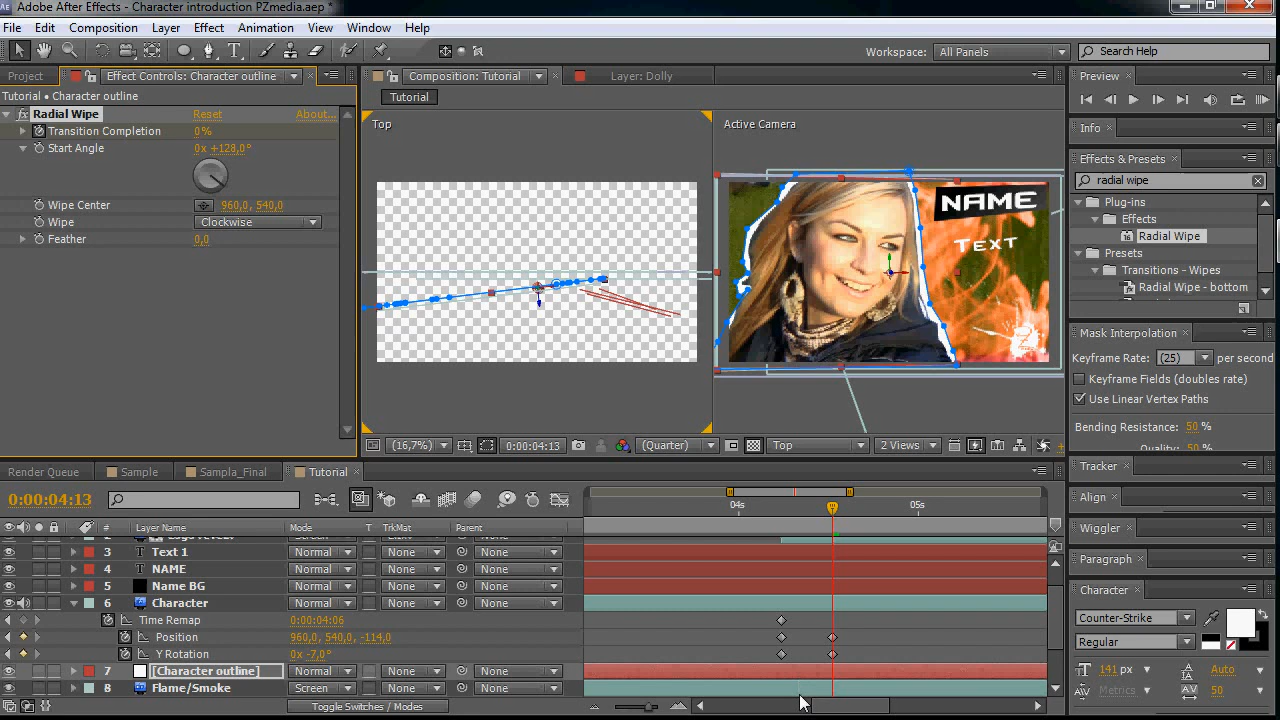 Adobe After Effects - Character introduction PZmedia.aep *
File Edit Composition Layer Effect Animation View Window Help
Workspace: All Panels Search Help
Project Effect Controls: Character outline Composition: Tutorial Layer: Dolly Preview
Tutorial • Character outline
Tutorial
Radial Wipe Reset About...
Transition Completion 0%
Start Angle 0x +128,0°
Wipe Center 960,0, 540,0
Wipe Clockwise
Feather 0,0
Top
Active Camera
NAME
TEXT
(16,7%) 0:00:04:13 (Quarter) Top 2 Views
Info
Effects & Presets
radial wipe
Plug-ins
Effects
Radial Wipe
Presets
Transitions - Wipes
Radial Wipe - bottom
Mask Interpolation
Keyframe Rate: (25) per second
Keyframe Fields (doubles rate)
Use Linear Vertex Paths
Bending Resistance: 50 %
Quality: 50 %
Tracker
Align
Wiggler
Paragraph
Character
Counter-Strike
Regular
141 px Auto
Metrics 50
Render Queue Sample Sampla_Final Tutorial
0:00:04:13
04s 05s
# Layer Name Mode T TrkMat Parent
3 T Text 1 Normal None None
4 T NAME Normal None None
5 Name BG Normal None None
6 Character Normal None None
Time Remap 0:00:04:06
Position 960,0, 540,0, -114,0
Y Rotation 0x -7,0°
7 [Character outline] Normal None None
8 Flame/Smoke Screen None None
Toggle Switches / Modes